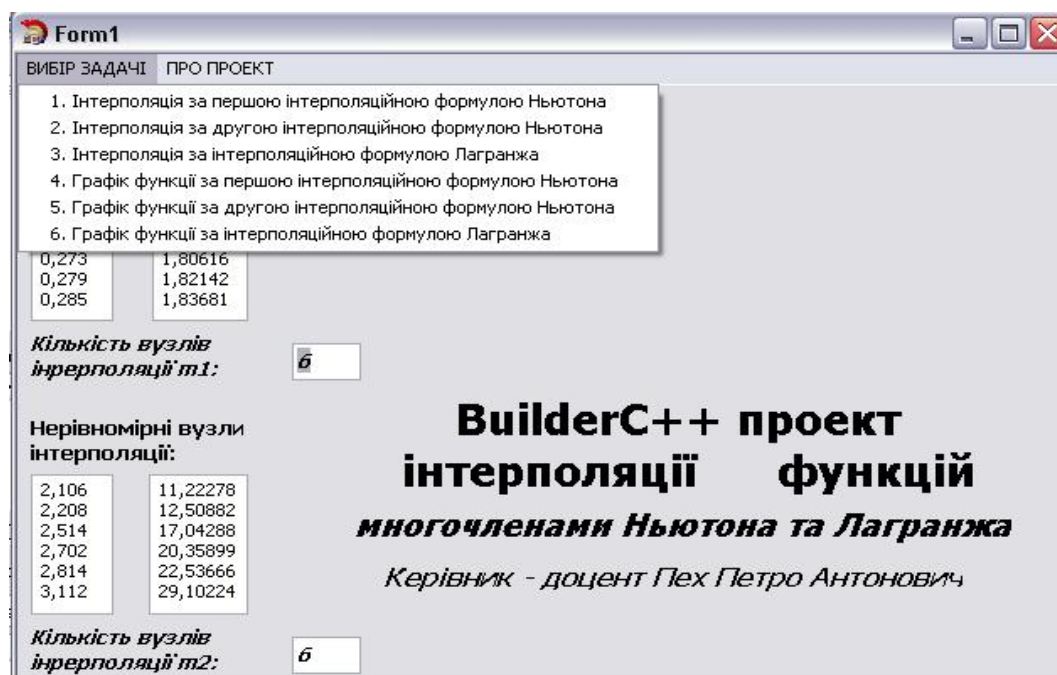 Form1
ВИБІР ЗАДАЧІ ПРО ПРОЕКТ
1. Інтерполяція за першою інтерполяційною формулою Ньютона
2. Інтерполяція за другою інтерполяційною формулою Ньютона
3. Інтерполяція за інтерполяційною формулою Лагранжа
4. Графік функції за першою інтерполяційною формулою Ньютона
5. Графік функції за другою інтерполяційною формулою Ньютона
6. Графік функції за інтерполяційною формулою Лагранжа
0,273 1,80616
0,279 1,82142
0,285 1,83681
Кількість вузлів
інрерполяції m1:
6
Нерівномірні вузли
інтерполяції:
2,106 11,22278
2,208 12,50882
2,514 17,04288
2,702 20,35899
2,814 22,53666
3,112 29,10224
Кількість вузлів
інрерполяції m2:
6
BuilderC++ проект
інтерполяції функцій
многочленами Ньютона та Лагранжа
Керівник - доцент Пех Петро Антонович